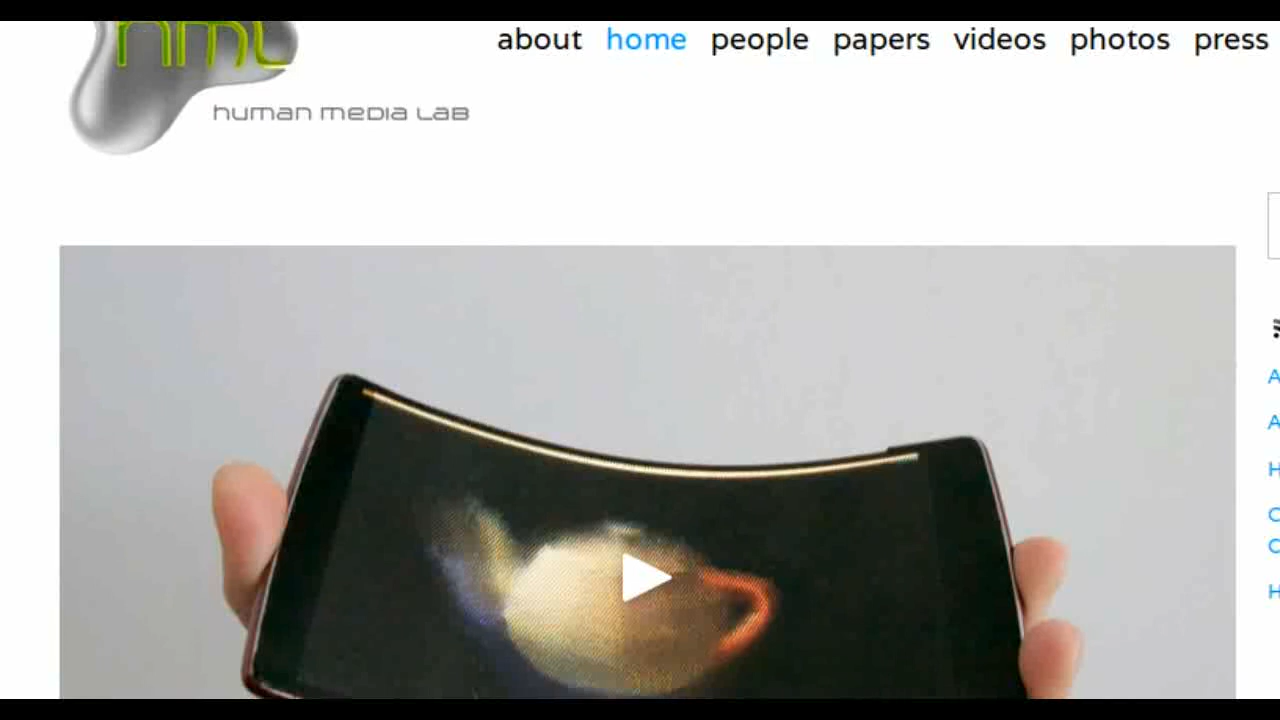 about home people papers videos photos press
hml
human media lab
A
A
H
C
C
H